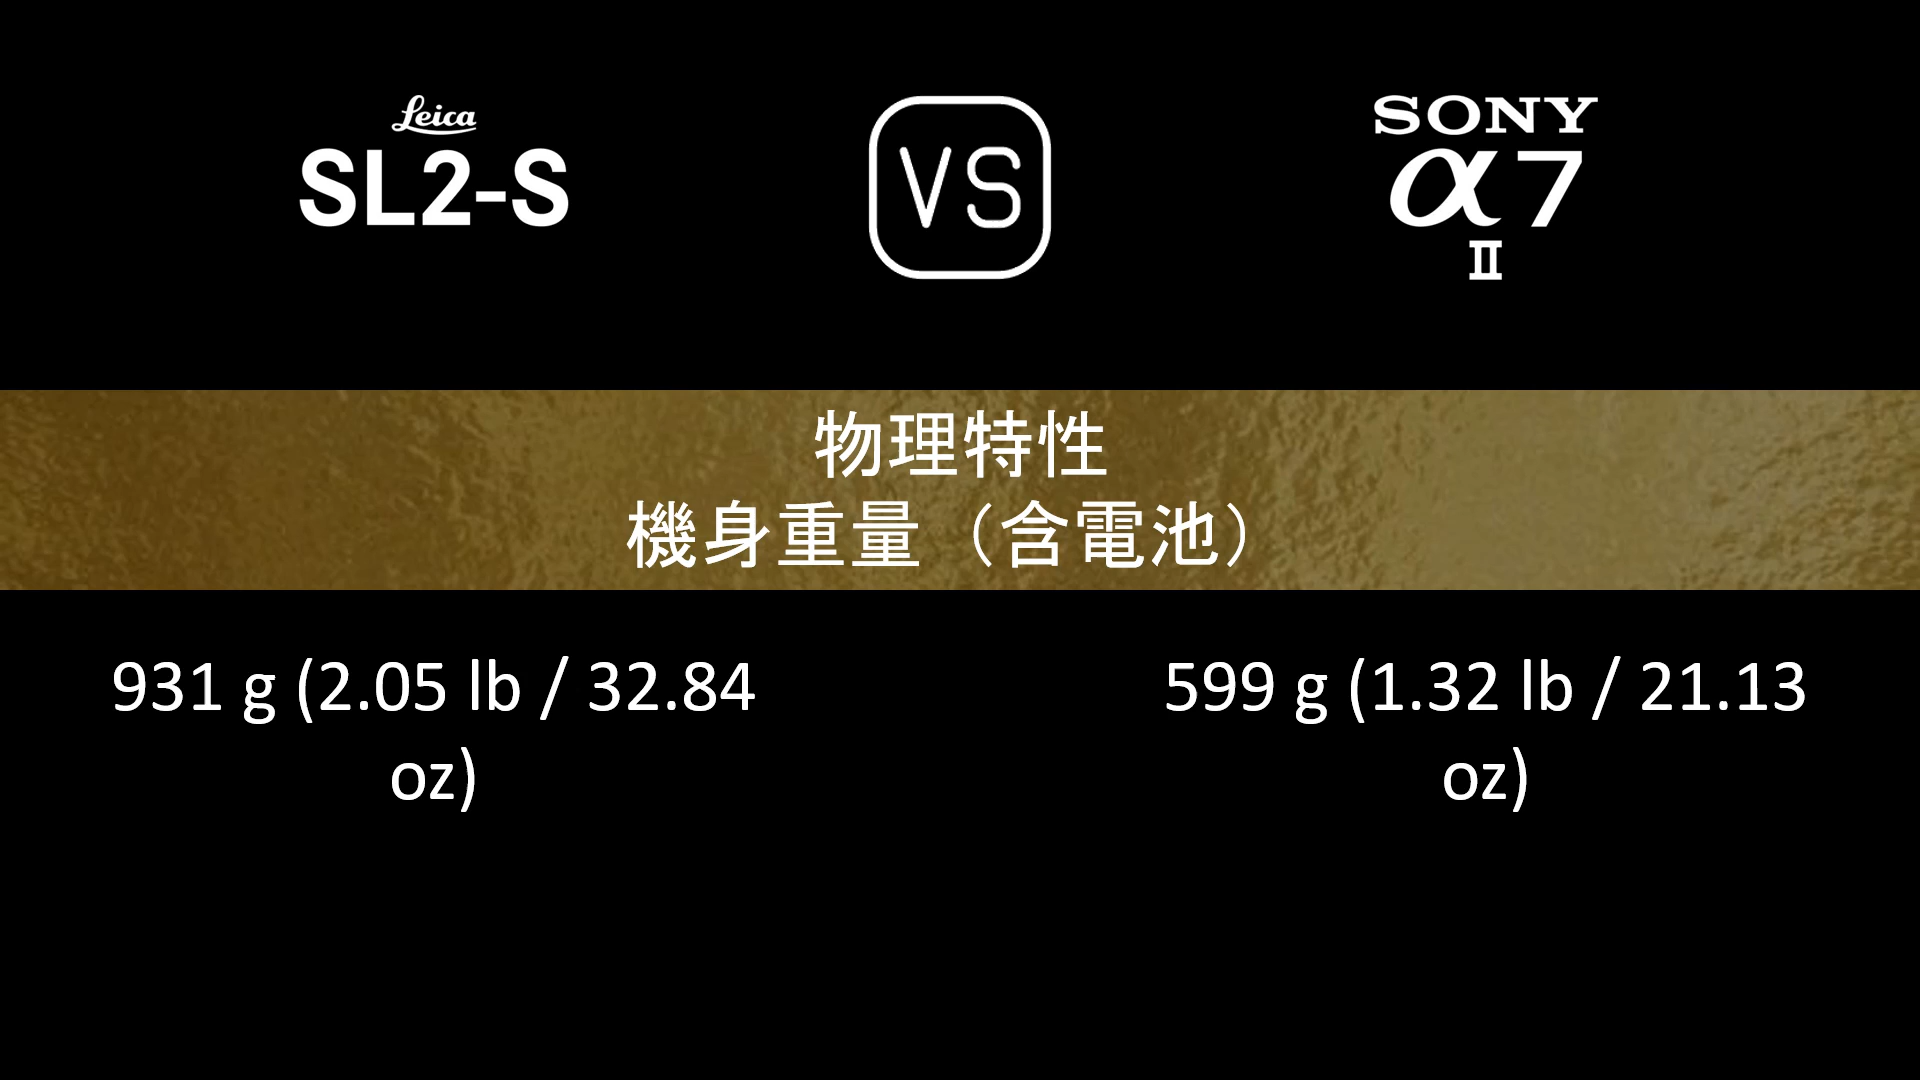 Leica
SL2-S
VS
SONY
α7
II
物理特性
機身重量（含電池）
931 g (2.05 lb / 32.84
oz)
599 g (1.32 lb / 21.13
oz)